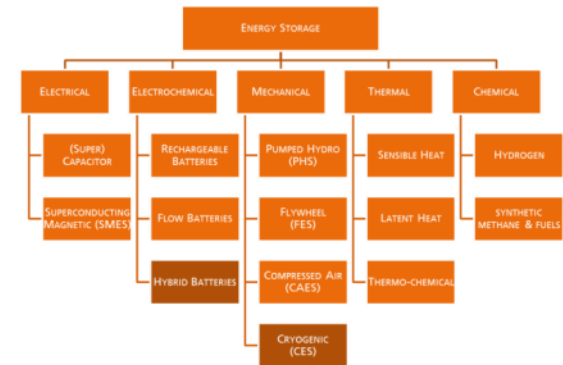 ENERGY STORAGE
ELECTRICAL
ELECTROCHEMICAL
MECHANICAL
THERMAL
CHEMICAL
(SUPER)
CAPACITOR
RECHARGEABLE
BATTERIES
PUMPED HYDRO
(PHS)
SENSIBLE HEAT
HYDROGEN
SUPERCONDUCTING
MAGNETIC (SMES)
FLOW BATTERIES
FLYWHEEL
(FES)
LATENT HEAT
SYNTHETIC
METHANE & FUELS
HYBRID BATTERIES
COMPRESSED AIR
(CAES)
THERMO-CHEMICAL
CRYOGENIC
(CES)